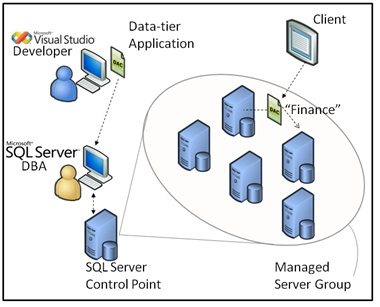 Microsoft
Visual Studio
Developer
Data-tier
Application
Client
DAC
DAC
"Finance"
Microsoft
SQL Server
DBA
SQL Server
Control Point
Managed
Server Group